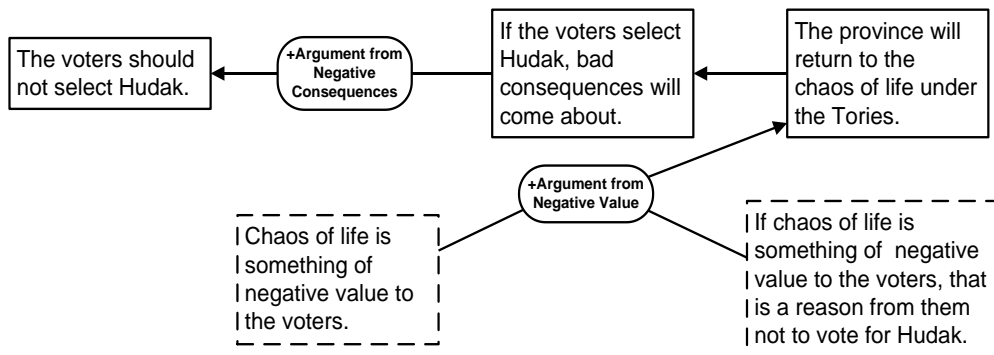 The voters should
not select Hudak.
+Argument from
Negative
Consequences
If the voters select
Hudak, bad
consequences will
come about.
The province will
return to the
chaos of life under
the Tories.
+Argument from
Negative Value
Chaos of life is
something of
negative value to
the voters.
If chaos of life is
something of negative
value to the voters, that
is a reason from them
not to vote for Hudak.